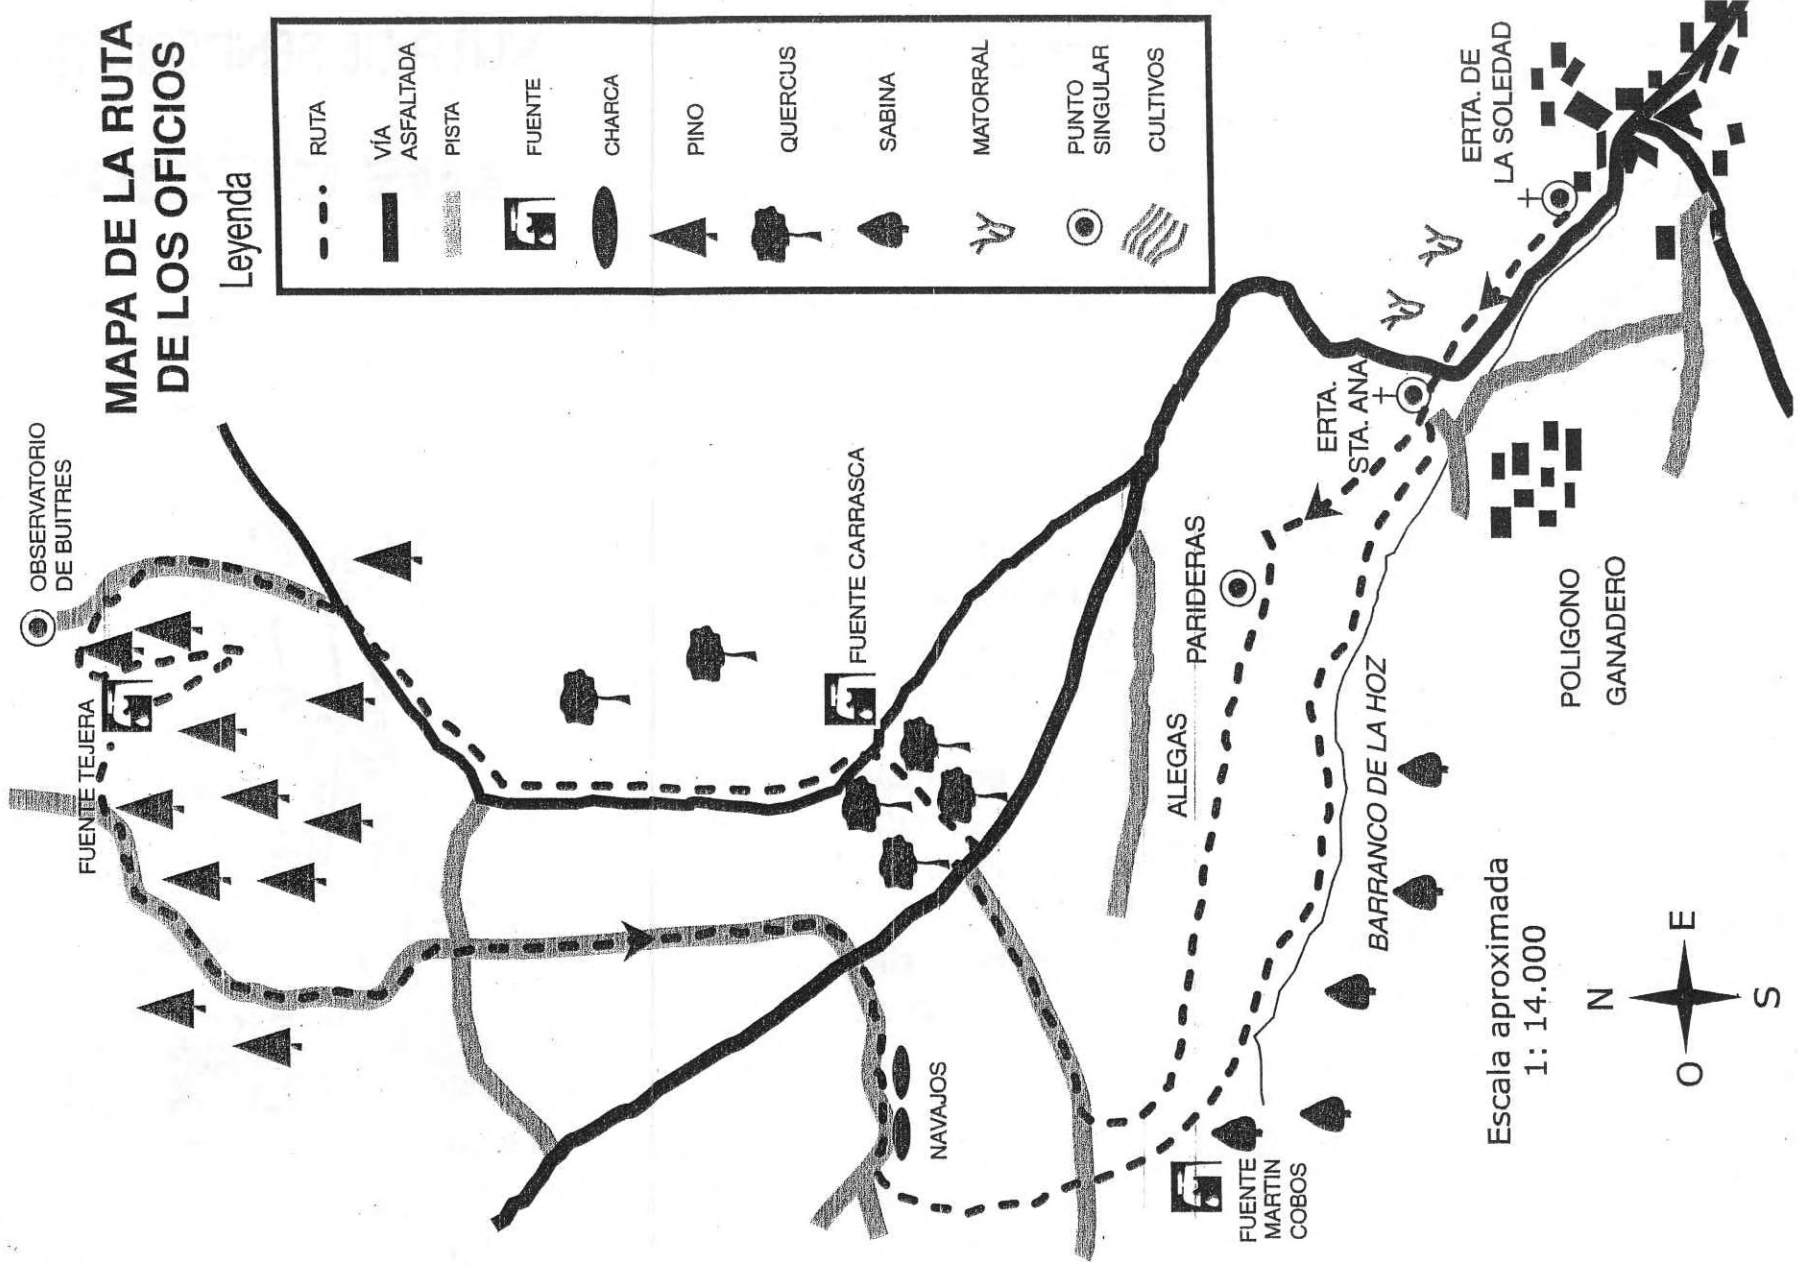 MAPA DE LA RUTA
DE LOS OFICIOS
Leyenda
RUTA
VÍA
ASFALTADA
PISTA
FUENTE
CHARCA
PINO
QUERCUS
SABINA
MATORRAL
PUNTO
SINGULAR
CULTIVOS
OBSERVATORIO
DE BUITRES
FUENTE TEJERA
FUENTE CARRASCA
ERTA. DE
LA SOLEDAD
ERTA.
STA. ANA
PARIDERAS
ALEGAS
BARRANCO DE LA HOZ
POLIGONO
GANADERO
NAVAJOS
FUENTE
MARTIN
COBOS
Escala aproximada
1: 14.000
N
O
E
S